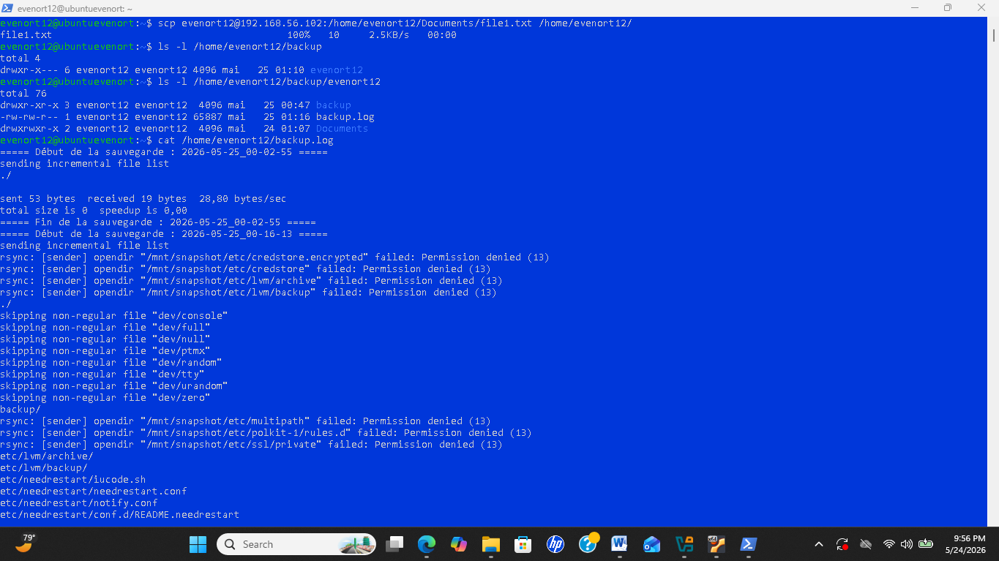 evenort12@ubuntuevenort: ~
evenort12@ubuntuevenort:~$ scp evenort12@192.168.56.102:/home/evenort12/Documents/file1.txt /home/evenort12/
file1.txt 100% 10 2.5KB/s 00:00
evenort12@ubuntuevenort:~$ ls -l /home/evenort12/backup
total 4
drwxr-x--- 6 evenort12 evenort12 4096 mai 25 01:10 evenort12
evenort12@ubuntuevenort:~$ ls -l /home/evenort12/backup/evenort12
total 76
drwxr-xr-x 3 evenort12 evenort12 4096 mai 25 00:47 backup
-rw-rw-r-- 1 evenort12 evenort12 65887 mai 25 01:16 backup.log
drwxrwxr-x 2 evenort12 evenort12 4096 mai 24 01:07 Documents
evenort12@ubuntuevenort:~$ cat /home/evenort12/backup.log
===== Début de la sauvegarde : 2026-05-25_00-02-55 =====
sending incremental file list
./
sent 53 bytes received 19 bytes 28,80 bytes/sec
total size is 0 speedup is 0,00
===== Fin de la sauvegarde : 2026-05-25_00-02-55 =====
===== Début de la sauvegarde : 2026-05-25_00-16-13 =====
sending incremental file list
rsync: [sender] opendir "/mnt/snapshot/etc/credstore.encrypted" failed: Permission denied (13)
rsync: [sender] opendir "/mnt/snapshot/etc/credstore" failed: Permission denied (13)
rsync: [sender] opendir "/mnt/snapshot/etc/lvm/archive" failed: Permission denied (13)
rsync: [sender] opendir "/mnt/snapshot/etc/lvm/backup" failed: Permission denied (13)
./
skipping non-regular file "dev/console"
skipping non-regular file "dev/full"
skipping non-regular file "dev/null"
skipping non-regular file "dev/ptmx"
skipping non-regular file "dev/random"
skipping non-regular file "dev/tty"
skipping non-regular file "dev/urandom"
skipping non-regular file "dev/zero"
backup/
rsync: [sender] opendir "/mnt/snapshot/etc/multipath" failed: Permission denied (13)
rsync: [sender] opendir "/mnt/snapshot/etc/polkit-1/rules.d" failed: Permission denied (13)
rsync: [sender] opendir "/mnt/snapshot/etc/ssl/private" failed: Permission denied (13)
etc/lvm/archive/
etc/lvm/backup/
etc/needrestart/iucode.sh
etc/needrestart/needrestart.conf
etc/needrestart/notify.conf
etc/needrestart/conf.d/README.needrestart
79°
Search
hp
x64
9:56 PM
5/24/2026